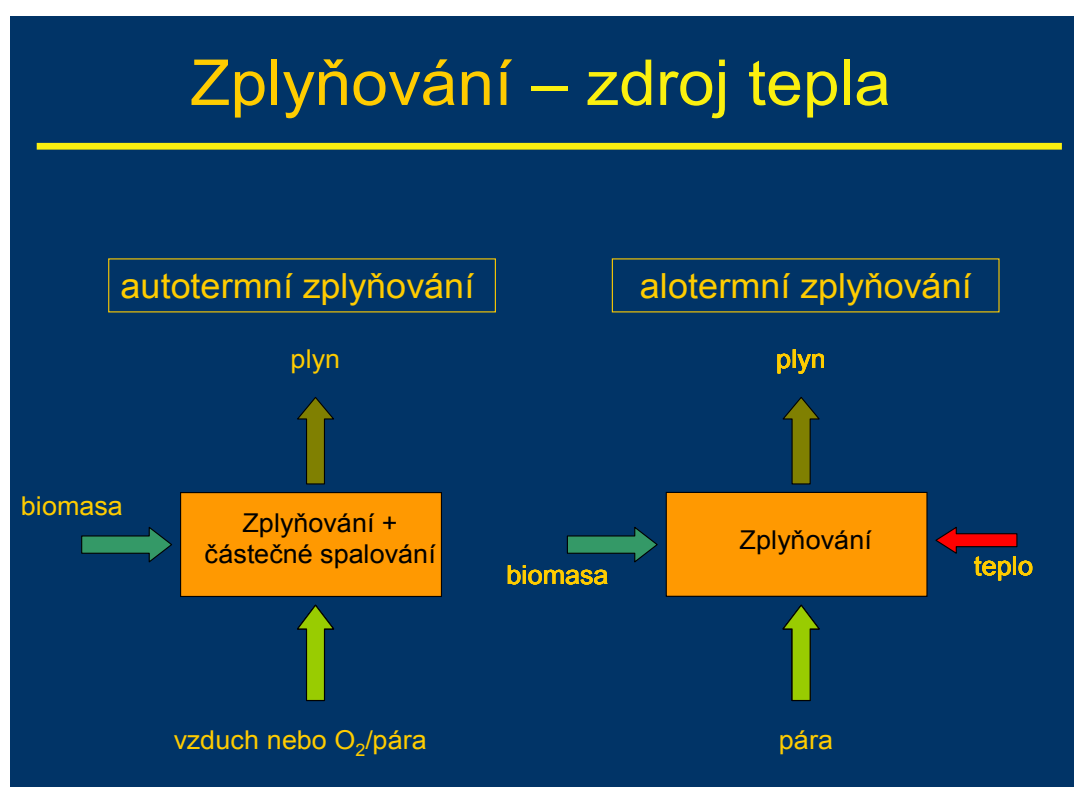 Zplyňování – zdroj tepla
autotermní zplyňování
plyn
biomasa
Zplyňování +
částečné spalování
vzduch nebo O₂/pára
alotermní zplyňování
plyn
biomasa
Zplyňování
teplo
pára